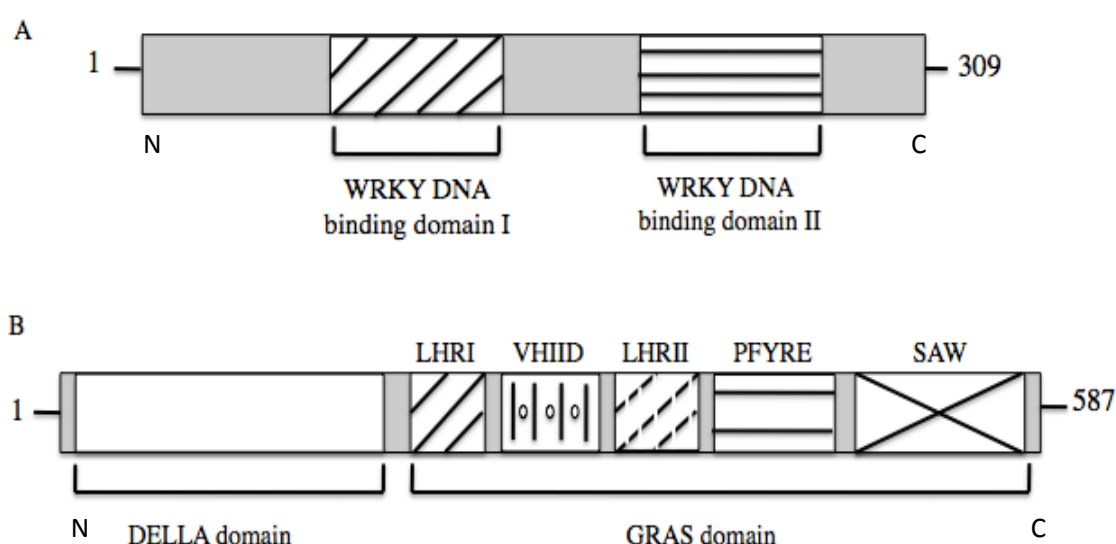 A
1
309
N
C
WRKY DNA
binding domain I
WRKY DNA
binding domain II
B
LHRI VHIID LHRII PFYRE SAW
1
587
N
DELLA domain
GRAS domain
C